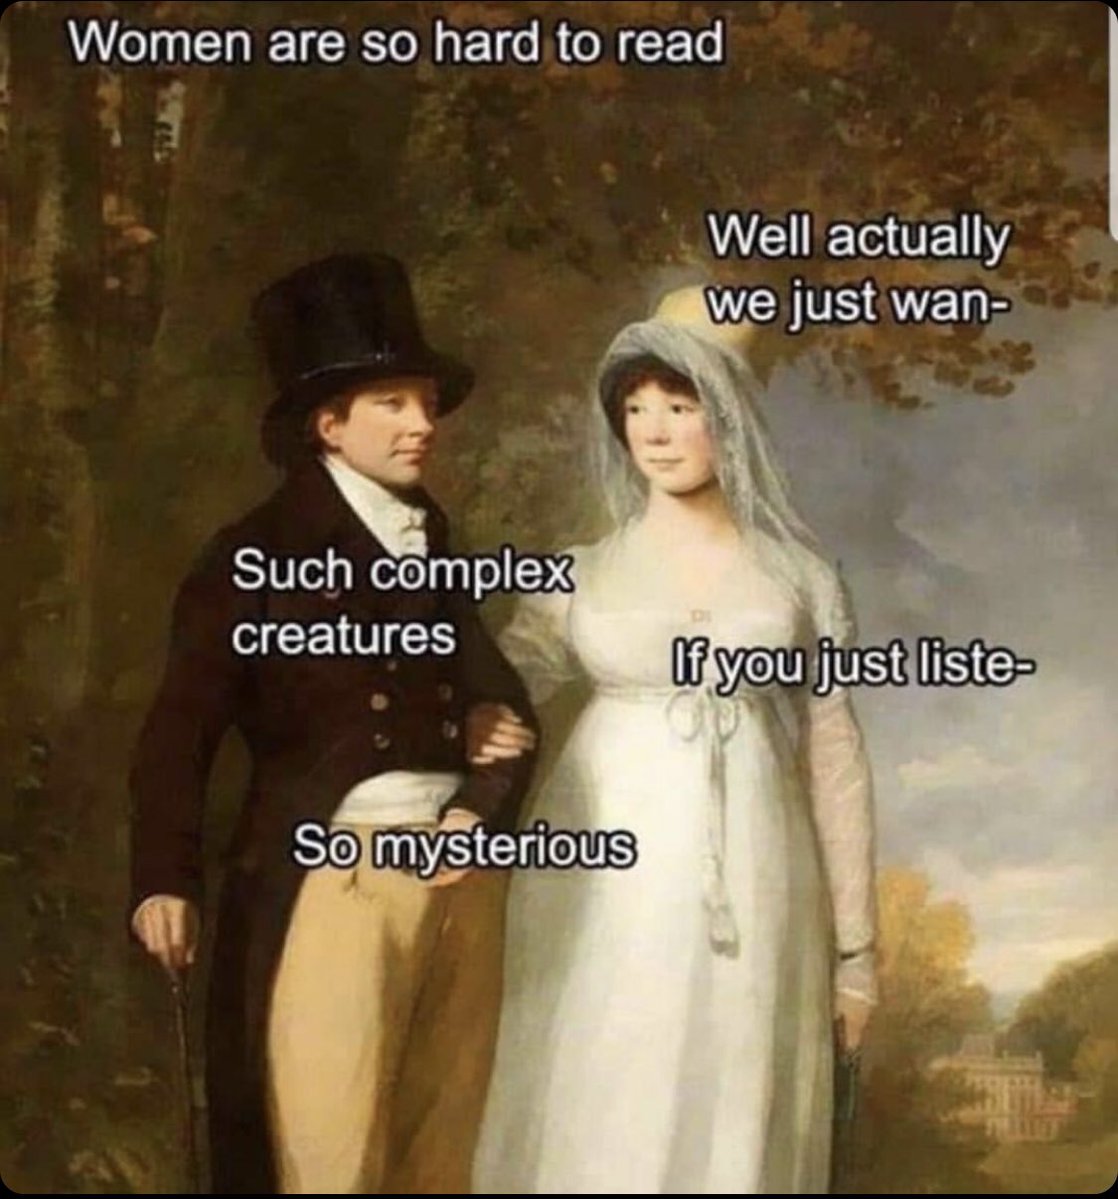 Women are so hard to read
Well actually
we just wan-
Such complex
creatures
If you just liste-
So mysterious